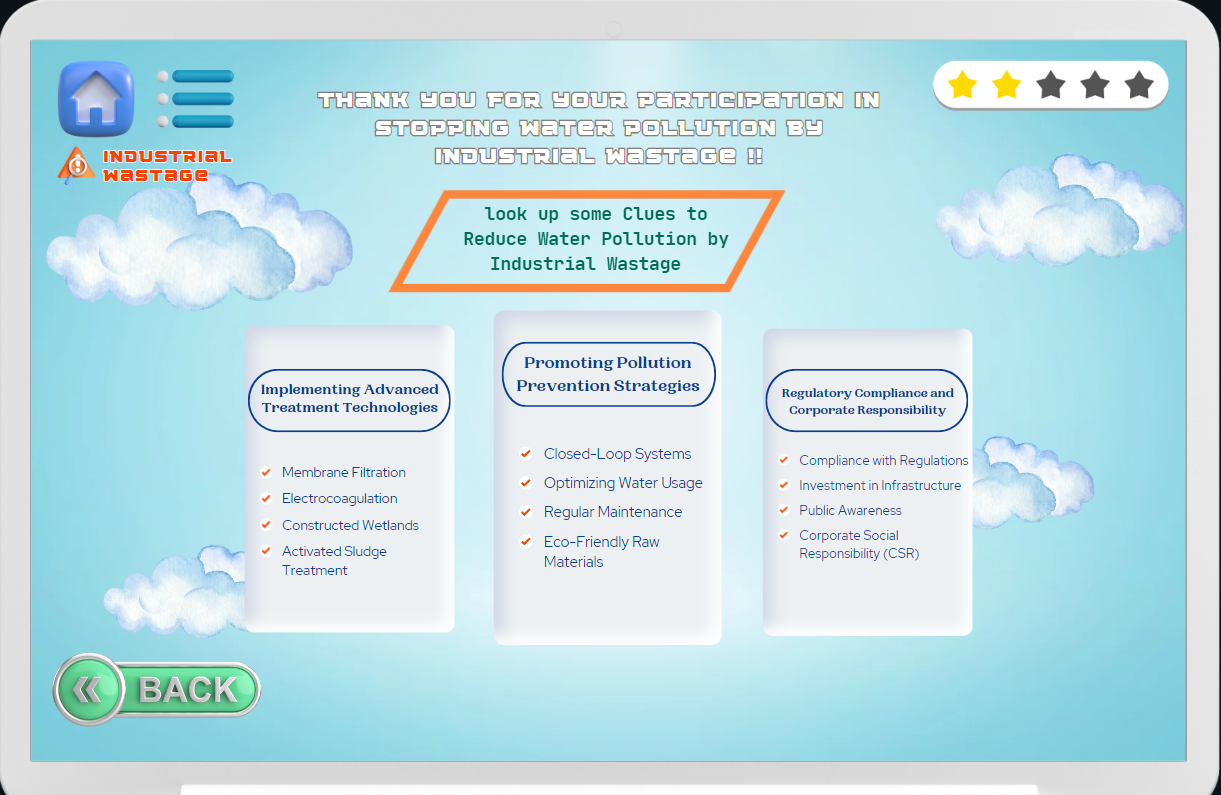 THANK YOU FOR YOUR PARTICIPATION IN
STOPPING WATER POLLUTION BY
INDUSTRIAL WASTAGE !!
INDUSTRIAL
WASTAGE
look up some Clues to
Reduce Water Pollution by
Industrial Wastage
Implementing Advanced
Treatment Technologies
Membrane Filtration
Electrocoagulation
Constructed Wetlands
Activated Sludge
Treatment
Promoting Pollution
Prevention Strategies
Closed-Loop Systems
Optimizing Water Usage
Regular Maintenance
Eco-Friendly Raw
Materials
Regulatory Compliance and
Corporate Responsibility
Compliance with Regulations
Investment in Infrastructure
Public Awareness
Corporate Social
Responsibility (CSR)
BACK